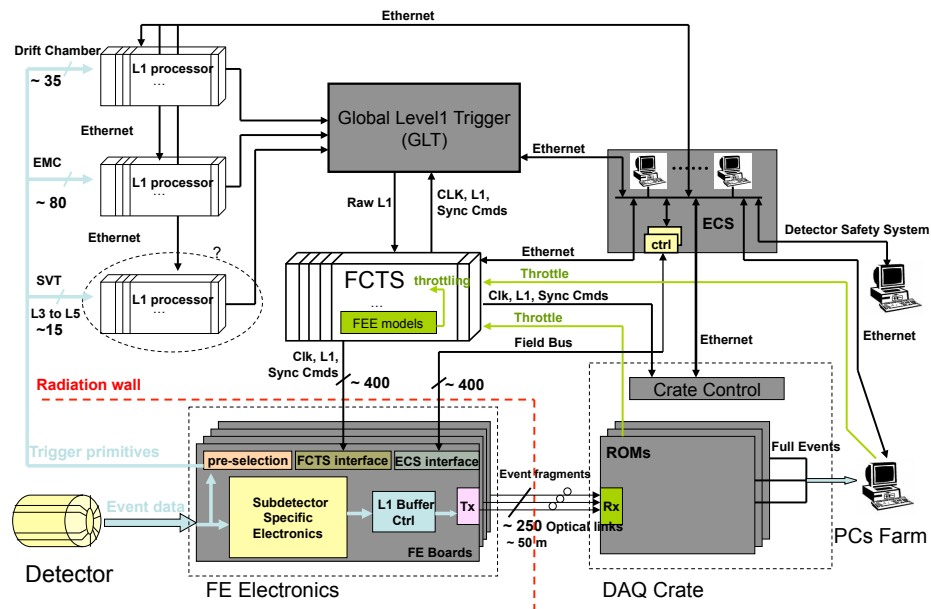 Ethernet
Drift Chamber
L1 processor
...
~ 35
Ethernet
EMC
L1 processor
...
~ 80
Ethernet
?
SVT
L1 processor
...
L3 to L5
~15
Global Level1 Trigger
(GLT)
Raw L1
CLK, L1,
Sync Cmds
Ethernet
ECS
ctrl
Detector Safety System
Ethernet
FCTS
throttling
...
FEE models
Throttle
Clk, L1, Sync Cmds
Throttle
Field Bus
Ethernet
Ethernet
Clk, L1,
Sync Cmds
~ 400
~ 400
Radiation wall
Crate Control
Trigger primitives
pre-selection
FCTS interface
ECS interface
Event data
Subdetector
Specific
Electronics
L1 Buffer
Ctrl
Tx
FE Boards
Event fragments
~ 250 Optical links
~ 50 m
ROMs
Rx
Full Events
PCs Farm
Detector
FE Electronics
DAQ Crate